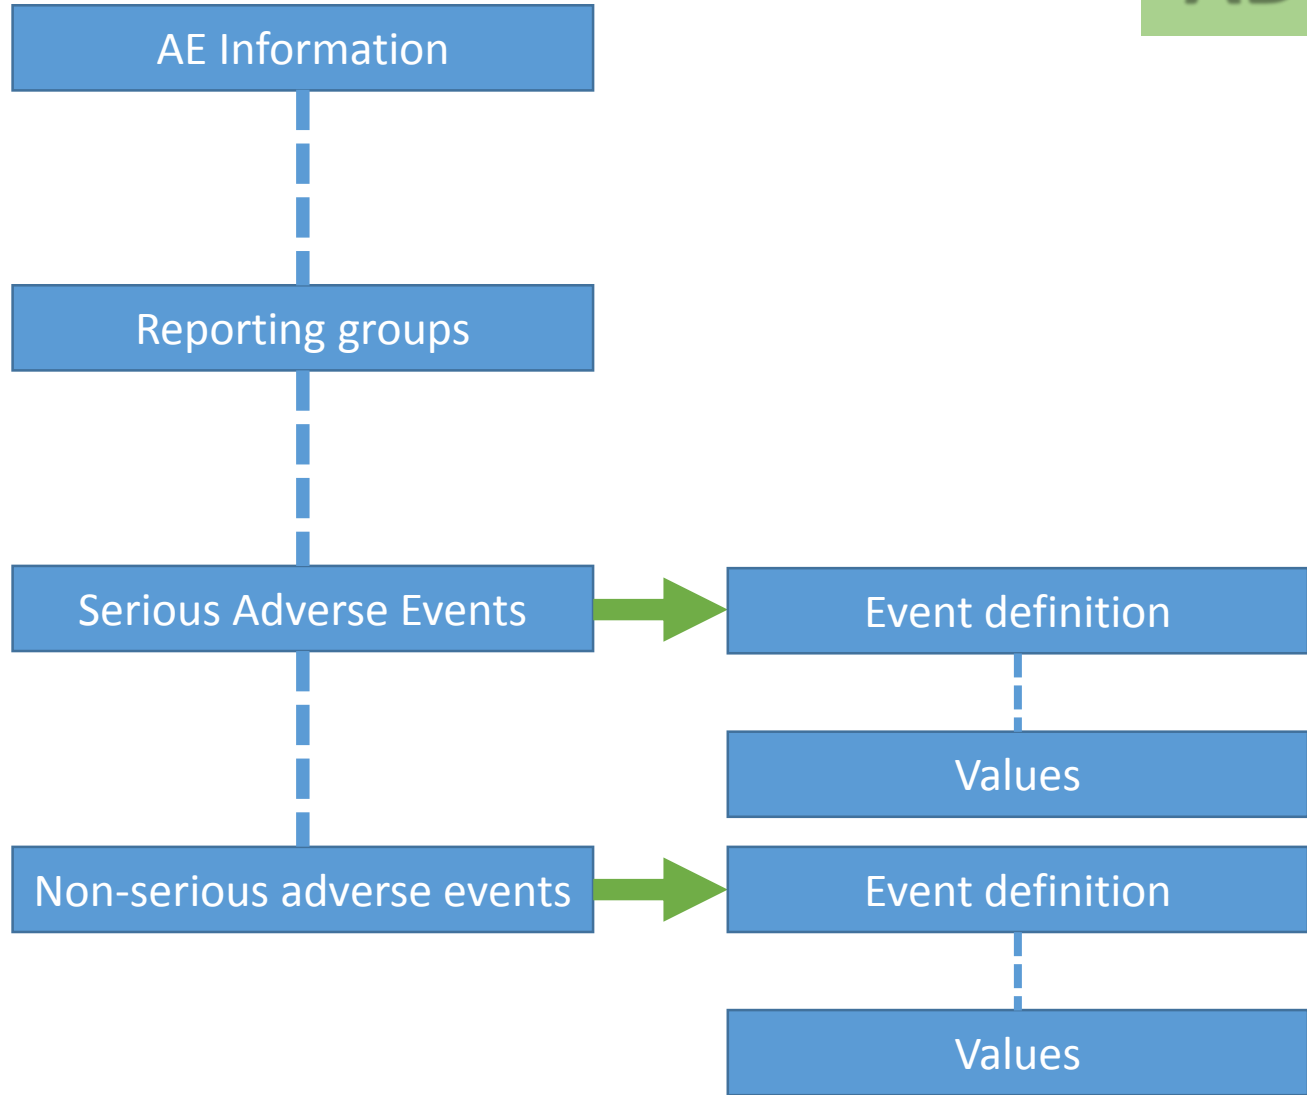 AE Information
Reporting groups
Serious Adverse Events
Event definition
Values
Non-serious adverse events
Event definition
Values